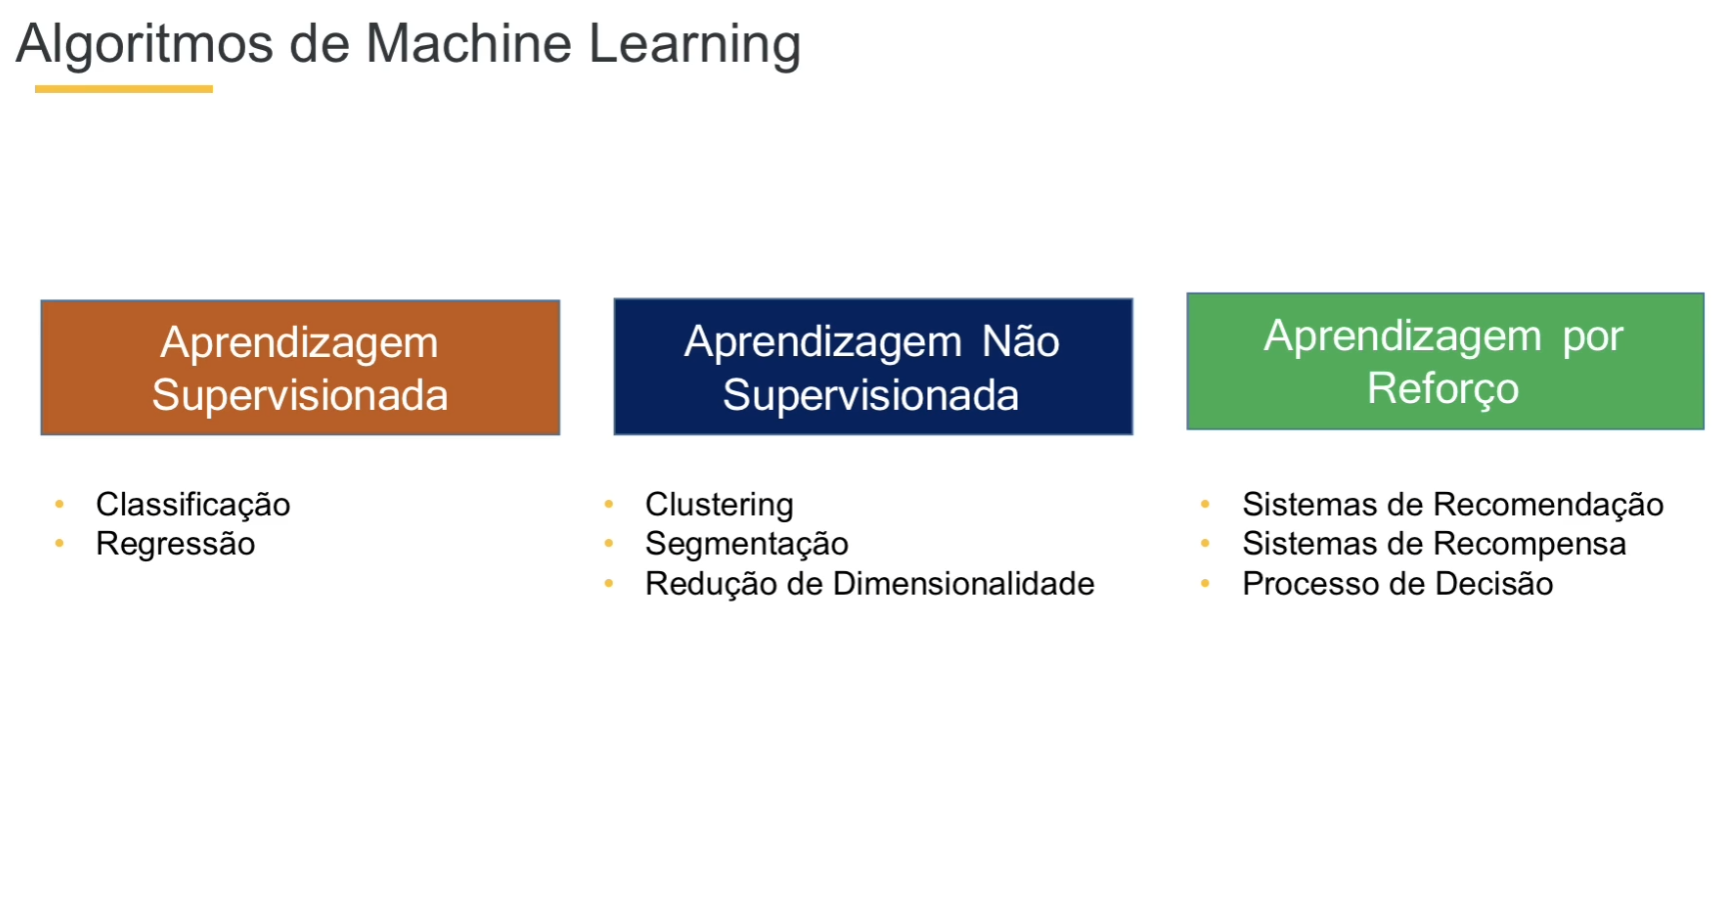 Algoritmos de Machine Learning
Aprendizagem
Supervisionada
• Classificação
• Regressão
Aprendizagem Não
Supervisionada
• Clustering
• Segmentação
• Redução de Dimensionalidade
Aprendizagem por
Reforço
• Sistemas de Recomendação
• Sistemas de Recompensa
• Processo de Decisão